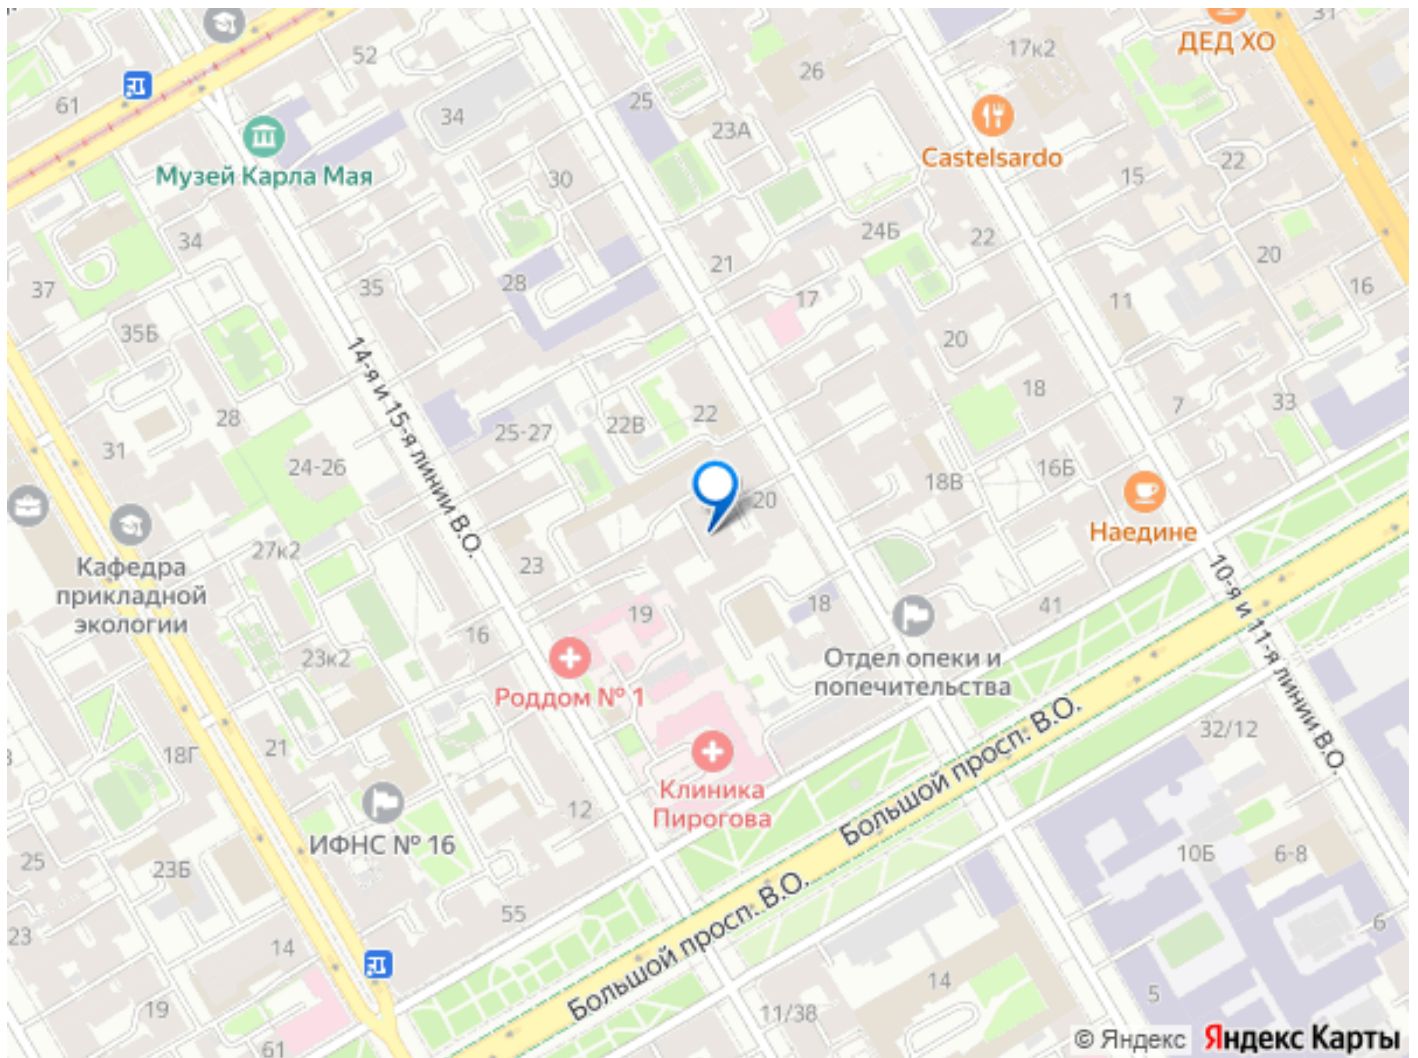 52
61
Музей Карла Мая
34
25
23А
26
17к2
31
ДЕД ХО
Castelsardo
30
15
22
34
24Б
22
20
37
35
28
21
17
16
35Б
11
20
14-я и 15-я линии В.О.
18
7
33
28
25-27
22В
22
31
24-26
20
18В
16Б
Наедине
27к2
23
Кафедра
прикладной
экологии
10-я и 11-я линии В.О.
19
18
41
16
23к2
Отдел опеки и
попечительства
Роддом № 1
18Г
21
32/12
Клиника
Пирогова
Большой просп. В.О.
12
ИФНС № 16
10Б
6-8
25
23Б
55
Большой просп. В.О.
6
23
14
14
5
19
11/38
61
© Яндекс Яндекс Карты